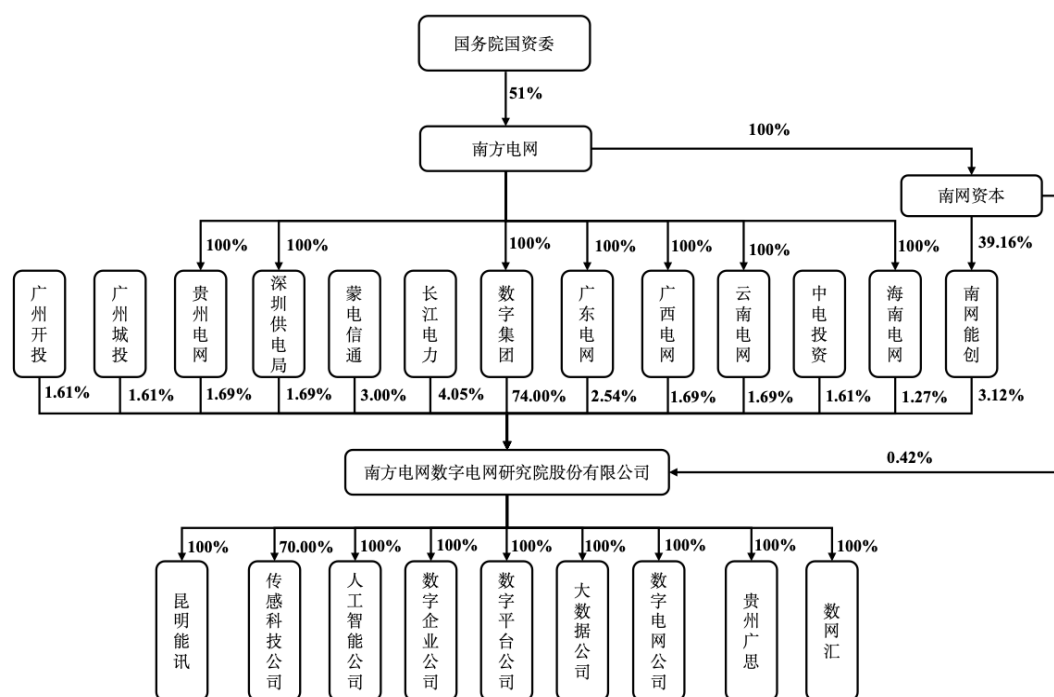 国务院国资委
51%
南方电网
100%
南网资本
100%
100%
100%
100%
100%
100%
100%
39.16%
广州开投
广州城投
贵州电网
深圳供电局
蒙电信通
长江电力
数字集团
广东电网
广西电网
云南电网
中电投资
海南电网
南网能创
1.61%
1.61%
1.69%
1.69%
3.00%
4.05%
74.00%
2.54%
1.69%
1.69%
1.61%
1.27%
3.12%
南方电网数字电网研究院股份有限公司
0.42%
100%
70.00%
100%
100%
100%
100%
100%
100%
100%
昆明能讯
传感科技公司
人工智能公司
数字企业公司
数字平台公司
大数据公司
数字电网公司
贵州广思
数网汇